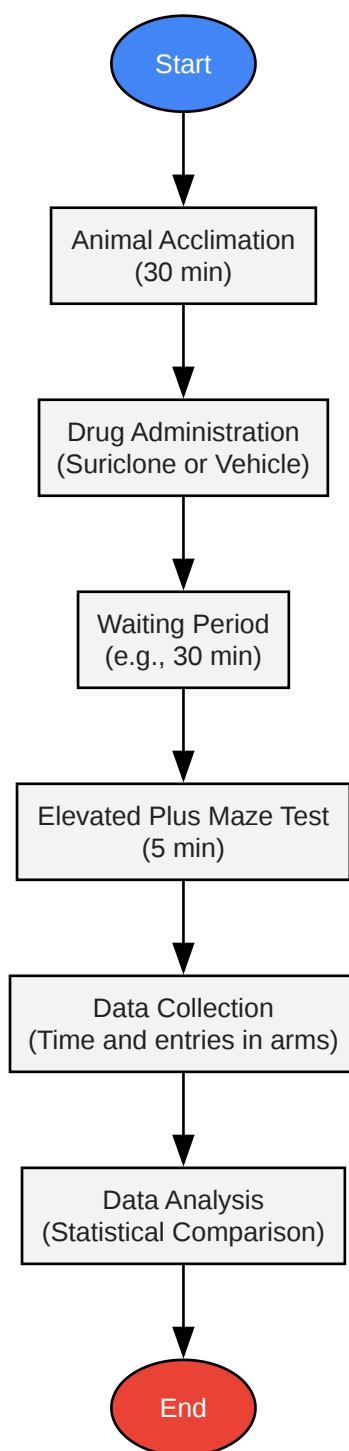 Start
Animal Acclimation
(30 min)
Drug Administration
(Suriclone or Vehicle)
Waiting Period
(e.g., 30 min)
Elevated Plus Maze Test
(5 min)
Data Collection
(Time and entries in arms)
Data Analysis
(Statistical Comparison)
End